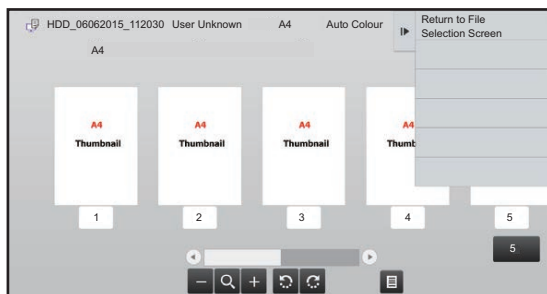 HDD_06062015_112030 User Unknown A4 Auto Colour
A4
Return to File
Selection Screen
A4
Thumbnail
A4
Thumbnail
A4
Thumbnail
A4
Thumb
1
2
3
4
5
5